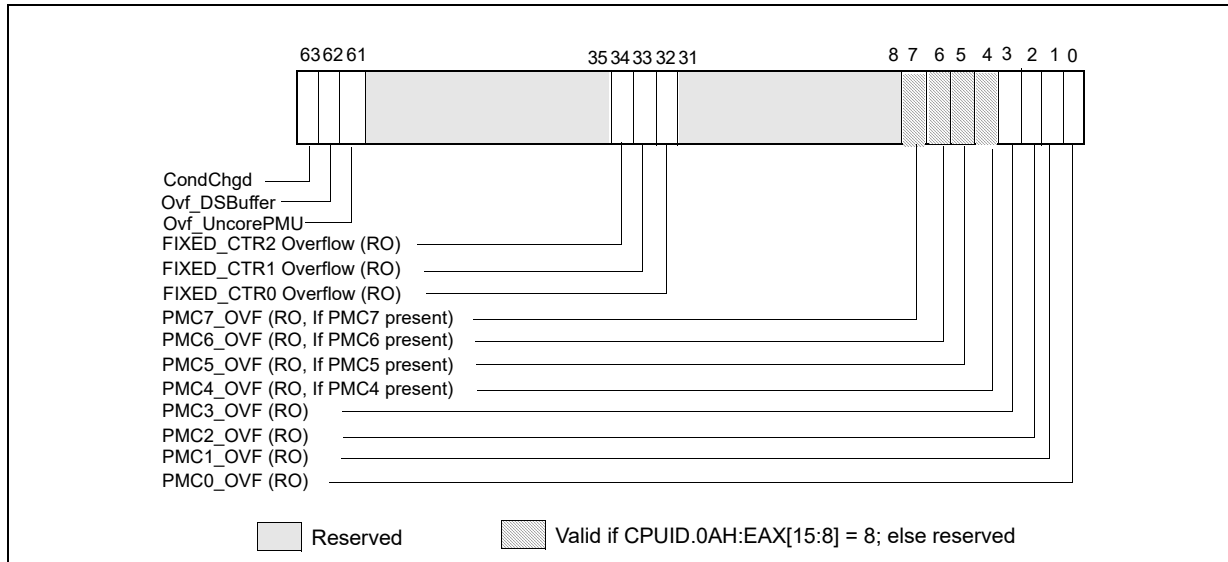 63 62 61 35 34 33 32 31 8 7 6 5 4 3 2 1 0
CondChgd
Ovf_DSBuffer
Ovf_UncorePMU
FIXED_CTR2 Overflow (RO)
FIXED_CTR1 Overflow (RO)
FIXED_CTR0 Overflow (RO)
PMC7_OVF (RO, If PMC7 present)
PMC6_OVF (RO, If PMC6 present)
PMC5_OVF (RO, If PMC5 present)
PMC4_OVF (RO, If PMC4 present)
PMC3_OVF (RO)
PMC2_OVF (RO)
PMC1_OVF (RO)
PMC0_OVF (RO)
Reserved
Valid if CPUID.0AH:EAX[15:8] = 8; else reserved